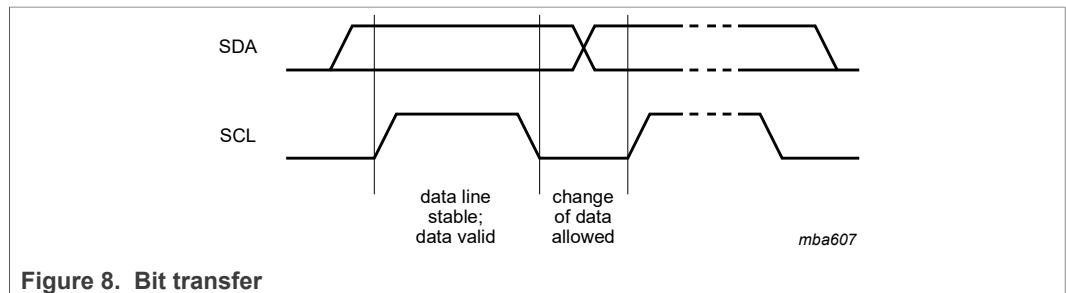 SDA
SCL
data line
stable;
data valid
change
of data
allowed
mba607
Figure 8. Bit transfer